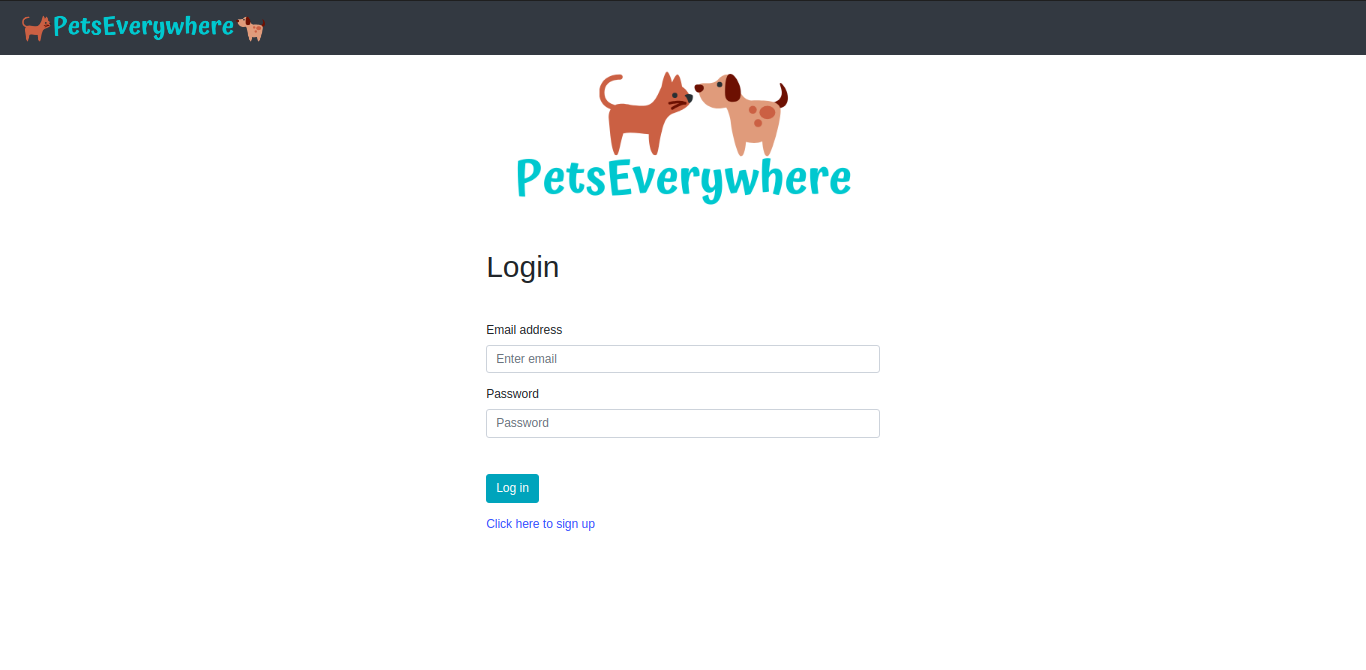 PetsEverywhere
PetsEverywhere
Login
Email address
Enter email
Password
Password
Log in
Click here to sign up